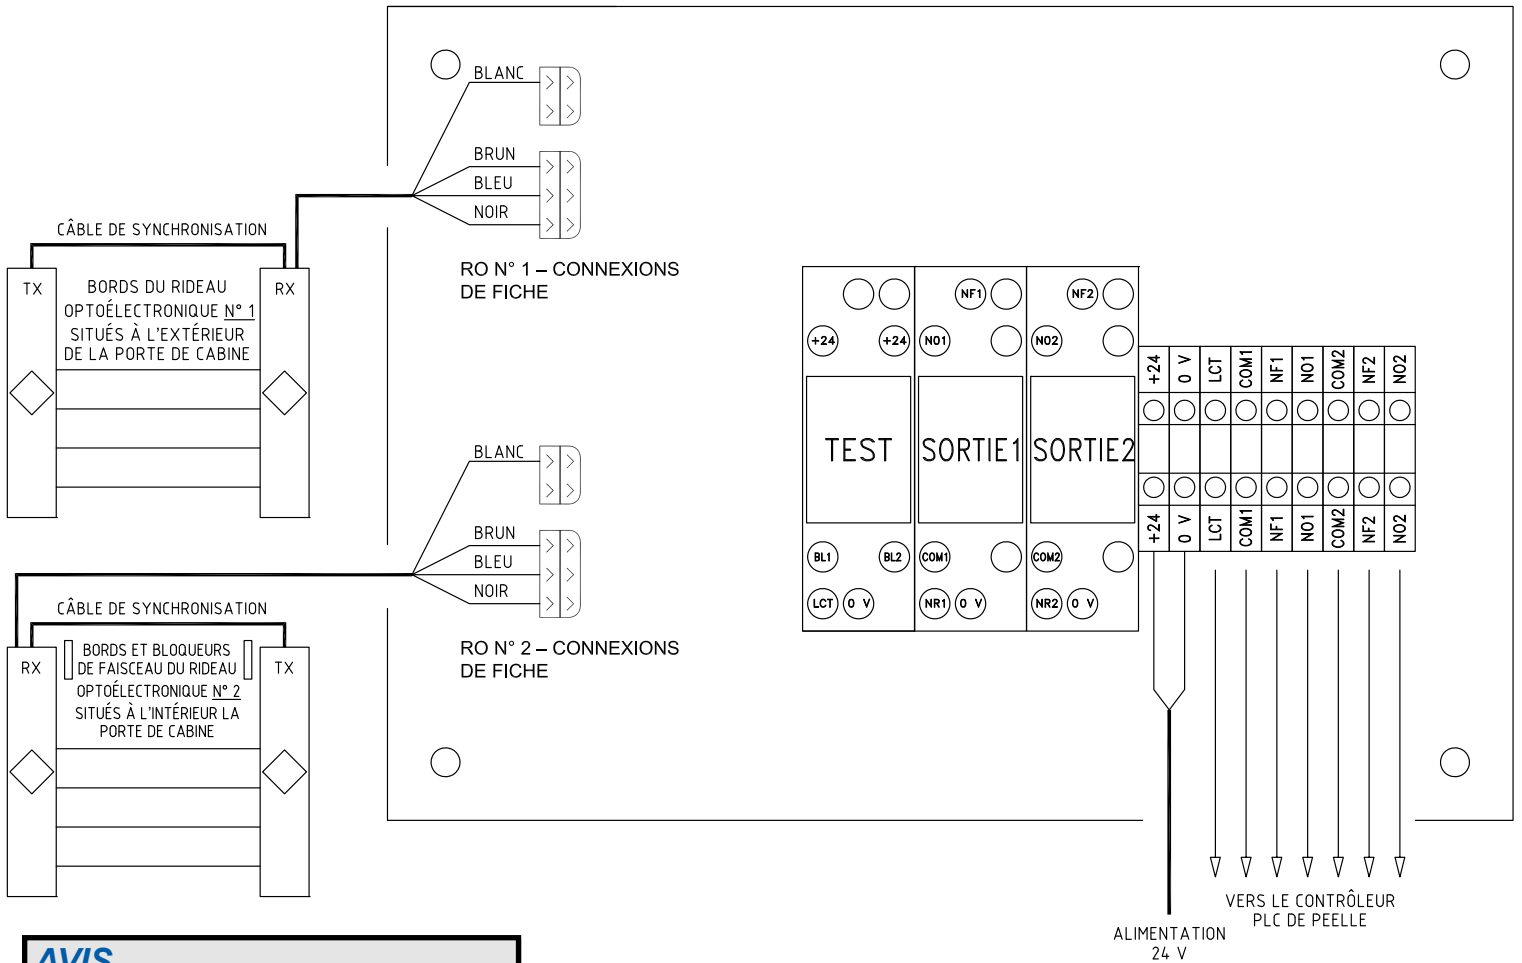 BLANC
BRUN
BLEU
NOIR
RO N° 1 – CONNEXIONS
DE FICHE
CÂBLE DE SYNCHRONISATION
TX
RX
BORDS DU RIDEAU
OPTOÉLECTRONIQUE N° 1
SITUÉS À L'EXTÉRIEUR
DE LA PORTE DE CABINE
BLANC
BRUN
BLEU
NOIR
RO N° 2 – CONNEXIONS
DE FICHE
CÂBLE DE SYNCHRONISATION
RX
TX
BORDS ET BLOQUEURS
DE FAISCEAU DU RIDEAU
OPTOÉLECTRONIQUE N° 2
SITUÉS À L'INTÉRIEUR LA
PORTE DE CABINE
NF1
NF2
+24
+24
NO1
NO2
TEST
SORTIE1
SORTIE2
BL1
BL2
COM1
COM2
LCT
0 V
NR1
0 V
NR2
0 V
+24
0 V
LCT
COM1
NF1
NO1
COM2
NF2
NO2
+24
0 V
LCT
COM1
NF1
NO1
COM2
NF2
NO2
VERS LE CONTRÔLEUR
PLC DE PEELLE
ALIMENTATION
24 V
AVIS